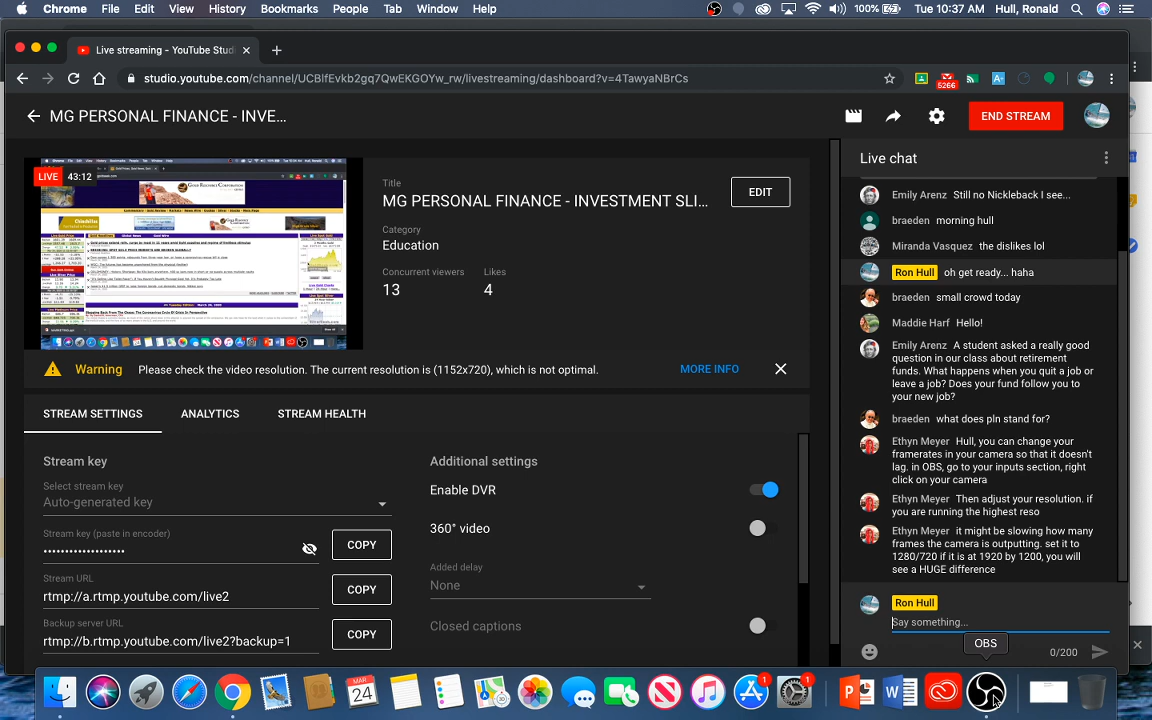 Chrome File Edit View History Bookmarks People Tab Window Help 100% Tue 10:37 AM Hull, Ronald
Live streaming - YouTube Stud
studio.youtube.com/channel/UCBlfEvkb2gq7QwEKGOYw_rw/livestreaming/dashboard?v=4TawyaNBrCs
5266
MG PERSONAL FINANCE - INVE...
END STREAM
LIVE 43:12
Title
MG PERSONAL FINANCE - INVESTMENT SLI...
EDIT
Category
Education
Concurrent viewers Likes
13 4
Warning Please check the video resolution. The current resolution is (1152x720), which is not optimal. MORE INFO
STREAM SETTINGS ANALYTICS STREAM HEALTH
Stream key
Select stream key
Auto-generated key
Stream key (paste in encoder)
••••••••••••••••••• COPY
Stream URL
rtmp://a.rtmp.youtube.com/live2 COPY
Backup server URL
rtmp://b.rtmp.youtube.com/live2?backup=1 COPY
Additional settings
Enable DVR
360° video
Added delay
None
Closed captions
Live chat
Emily Arenz Still no Nickleback I see...
braeden morning hull
Miranda Vasquez the dislikes lol
Ron Hull oh get ready... haha
braeden small crowd today
Maddie Harf Hello!
Emily Arenz A student asked a really good
question in our class about retirement
funds. What happens when you quit a job or
leave a job? Does your fund follow you to
your new job?
braeden what does pln stand for?
Ethyn Meyer Hull, you can change your
framerates in your camera so that it doesn't
lag. in OBS, go to your inputs section, right
click on your camera
Ethyn Meyer Then adjust your resolution. if
you are running the highest reso
Ethyn Meyer it might be slowing how many
frames the camera is outputting. set it to
1280/720 if it is at 1920 by 1200, you will
see a HUGE difference
Ron Hull
Say something...
0/200
OBS
MAR
24
1
1